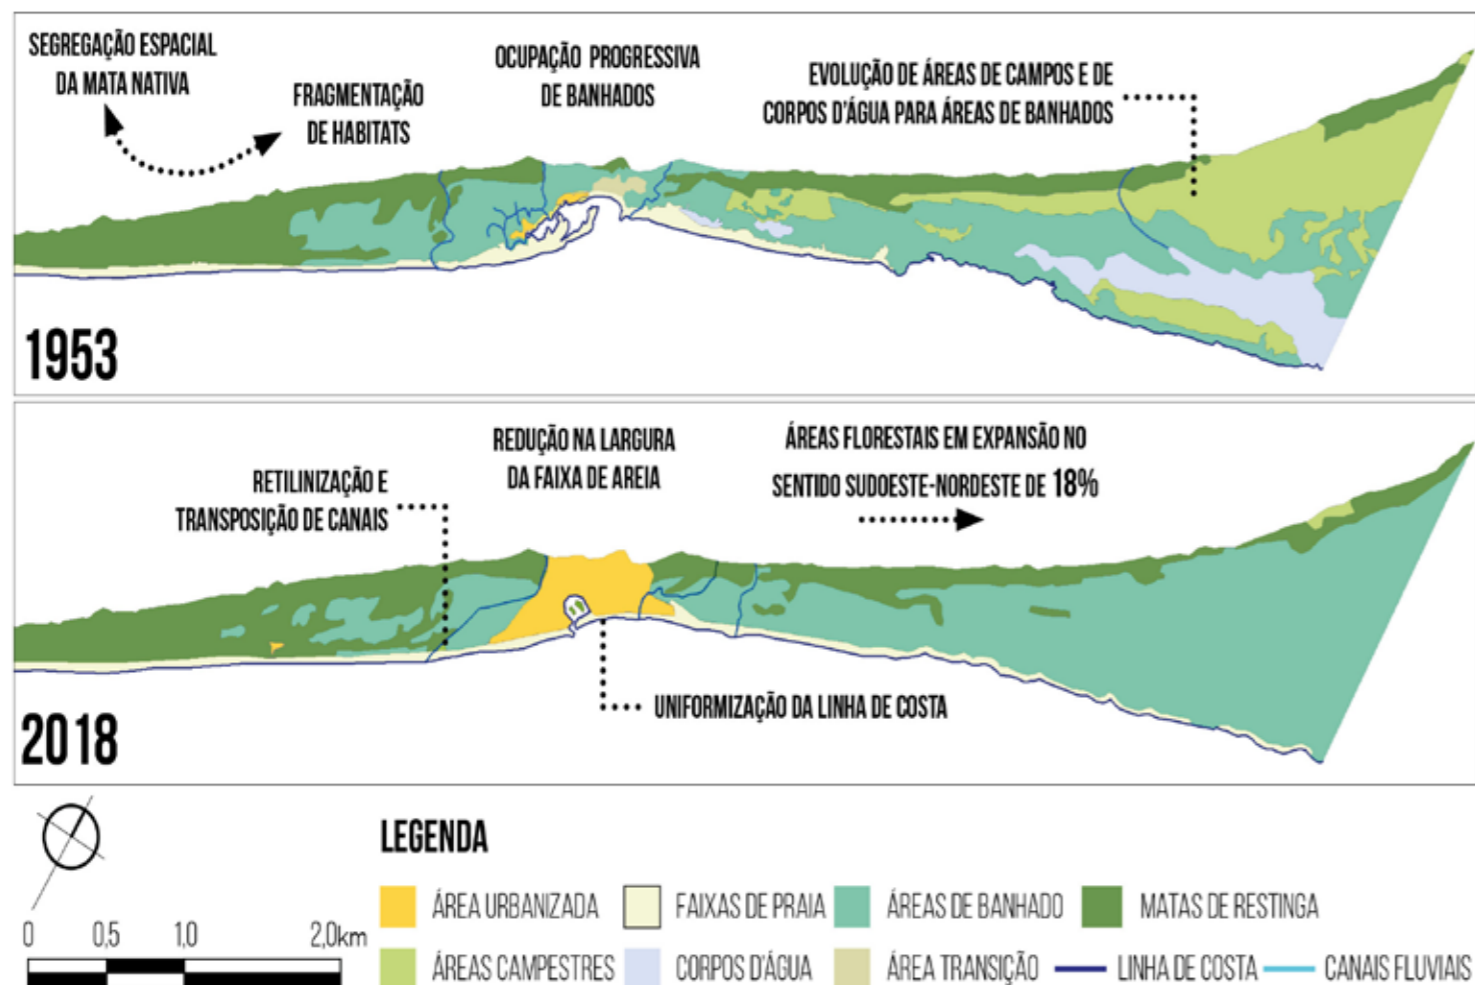 SEGREGAÇÃO ESPACIAL
DA MATA NATIVA
FRAGMENTAÇÃO
DE HABITATS
OCUPAÇÃO PROGRESSIVA
DE BANHADOS
EVOLUÇÃO DE ÁREAS DE CAMPOS E DE
CORPOS D'ÁGUA PARA ÁREAS DE BANHADOS
1953
RETILINIZAÇÃO E
TRANSPOSIÇÃO DE CANAIS
REDUÇÃO NA LARGURA
DA FAIXA DE AREIA
ÁREAS FLORESTAIS EM EXPANSÃO NO
SENTIDO SUDOESTE-NORDESTE DE 18%
UNIFORMIZAÇÃO DA LINHA DE COSTA
2018
0 0,5 1,0 2,0km
LEGENDA
ÁREA URBANIZADA FAIXAS DE PRAIA ÁREAS DE BANHADO MATAS DE RESTINGA
ÁREAS CAMPESTRES CORPOS D'ÁGUA ÁREA TRANSIÇÃO LINHA DE COSTA CANAIS FLUVIAIS